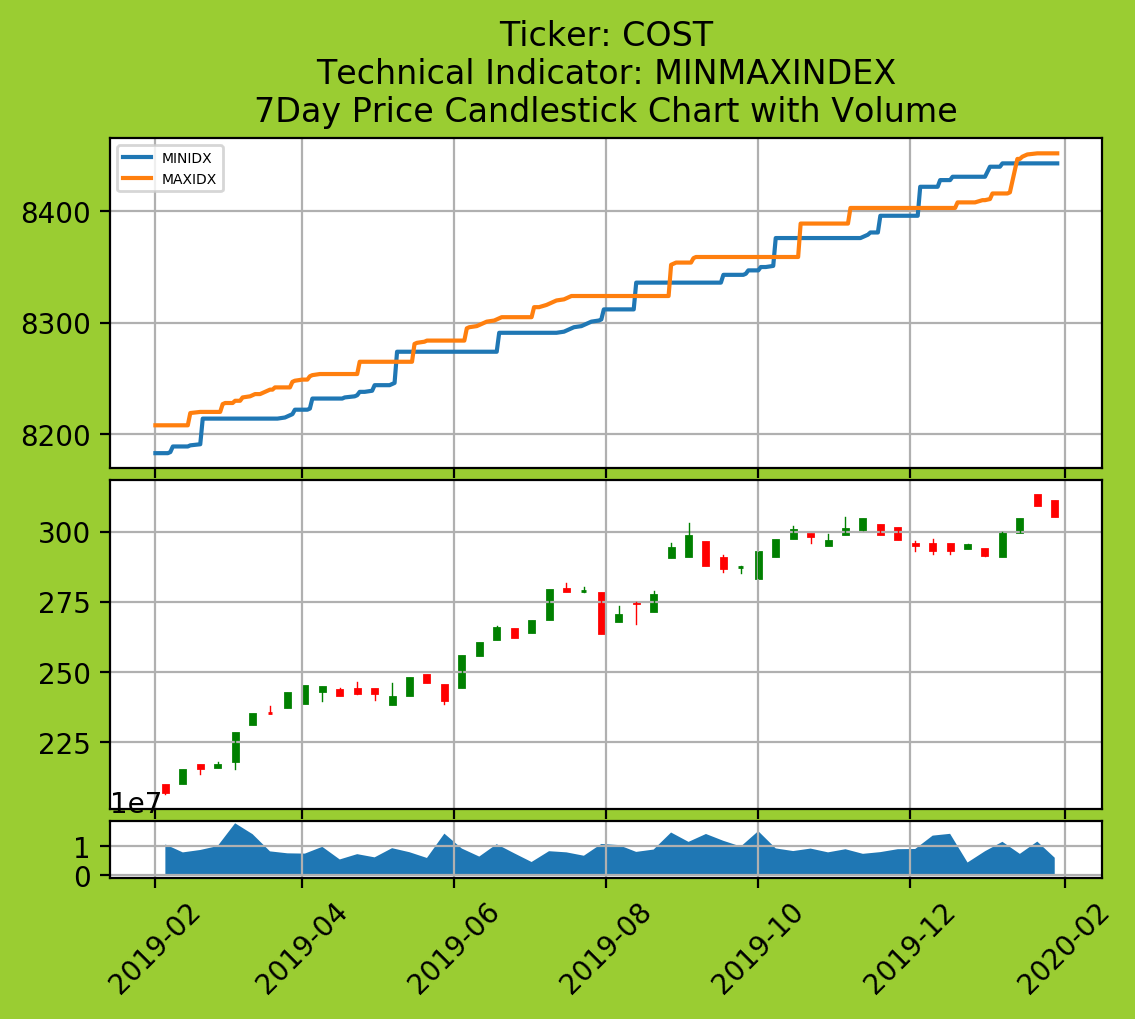 Ticker: COST
Technical Indicator: MINMAXINDEX
7Day Price Candlestick Chart with Volume
MINIDX
MAXIDX
8400
8300
8200
300
275
250
225
1e7
1
0
2019-02
2019-04
2019-06
2019-08
2019-10
2019-12
2020-02